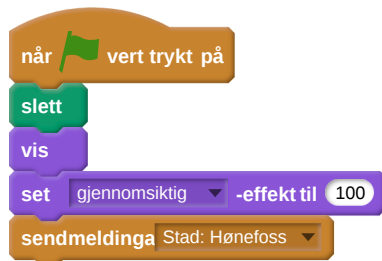 når vert trykt på
slett
vis
set gjennomsiktig -effekt til 100
sendmeldinga Stad: Hønefoss